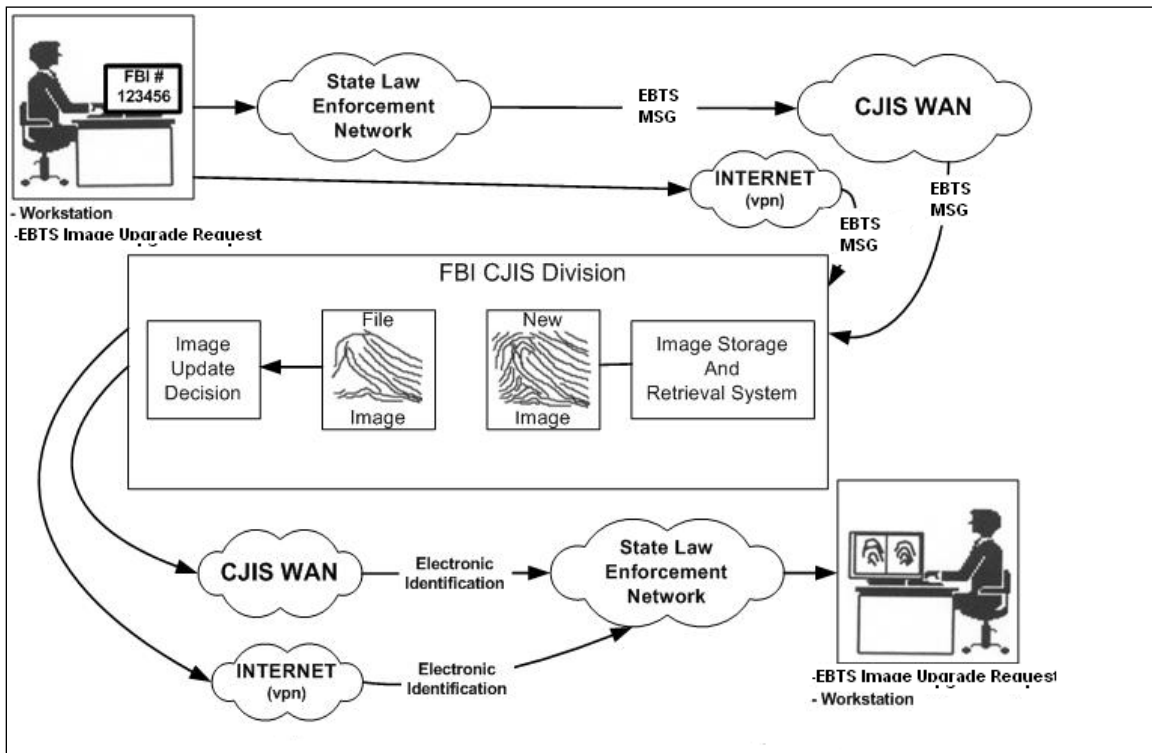 FBI #
123456
State Law
Enforcement
Network
EBTS
MSG
CJIS WAN
INTERNET
(vpn)
EBTS
MSG
EBTS
MSG
- Workstation
-EBTS Image Upgrade Request
FBI CJIS Division
Image
Update
Decision
File
Image
New
Image
Image Storage
And
Retrieval System
CJIS WAN
Electronic
Identification
State Law
Enforcement
Network
INTERNET
(vpn)
Electronic
Identification
-EBTS Image Upgrade Request
- Workstation